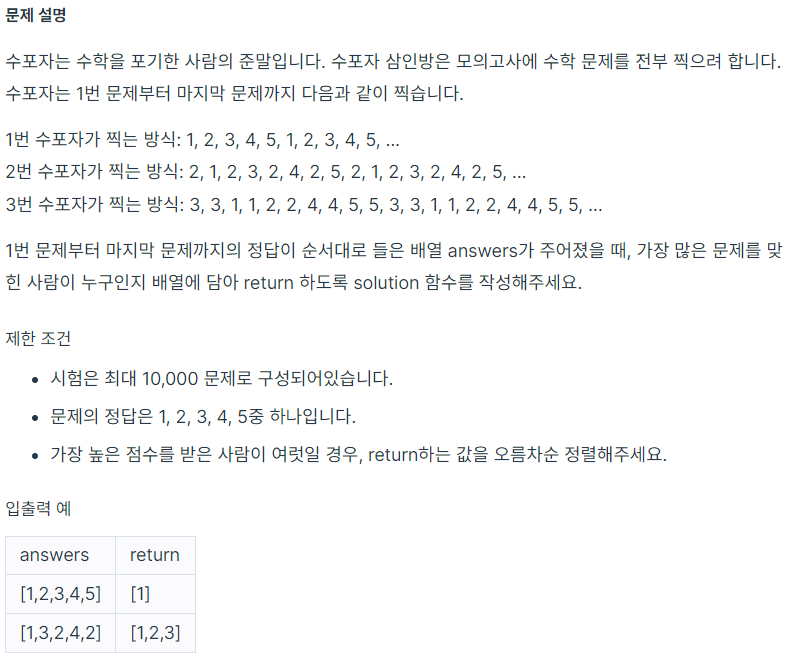 문제 설명
수포자는 수학을 포기한 사람의 준말입니다. 수포자 삼인방은 모의고사에 수학 문제를 전부 찍으려 합니다.
수포자는 1번 문제부터 마지막 문제까지 다음과 같이 찍습니다.
1번 수포자가 찍는 방식: 1, 2, 3, 4, 5, 1, 2, 3, 4, 5, ...
2번 수포자가 찍는 방식: 2, 1, 2, 3, 2, 4, 2, 5, 2, 1, 2, 3, 2, 4, 2, 5, ...
3번 수포자가 찍는 방식: 3, 3, 1, 1, 2, 2, 4, 4, 5, 5, 3, 3, 1, 1, 2, 2, 4, 4, 5, 5, ...
1번 문제부터 마지막 문제까지의 정답이 순서대로 들은 배열 answers가 주어졌을 때, 가장 많은 문제를 맞
힌 사람이 누구인지 배열에 담아 return 하도록 solution 함수를 작성해주세요.
제한 조건
• 시험은 최대 10,000 문제로 구성되어있습니다.
• 문제의 정답은 1, 2, 3, 4, 5중 하나입니다.
• 가장 높은 점수를 받은 사람이 여럿일 경우, return하는 값을 오름차순 정렬해주세요.
입출력 예
answers return
[1,2,3,4,5] [1]
[1,3,2,4,2] [1,2,3]